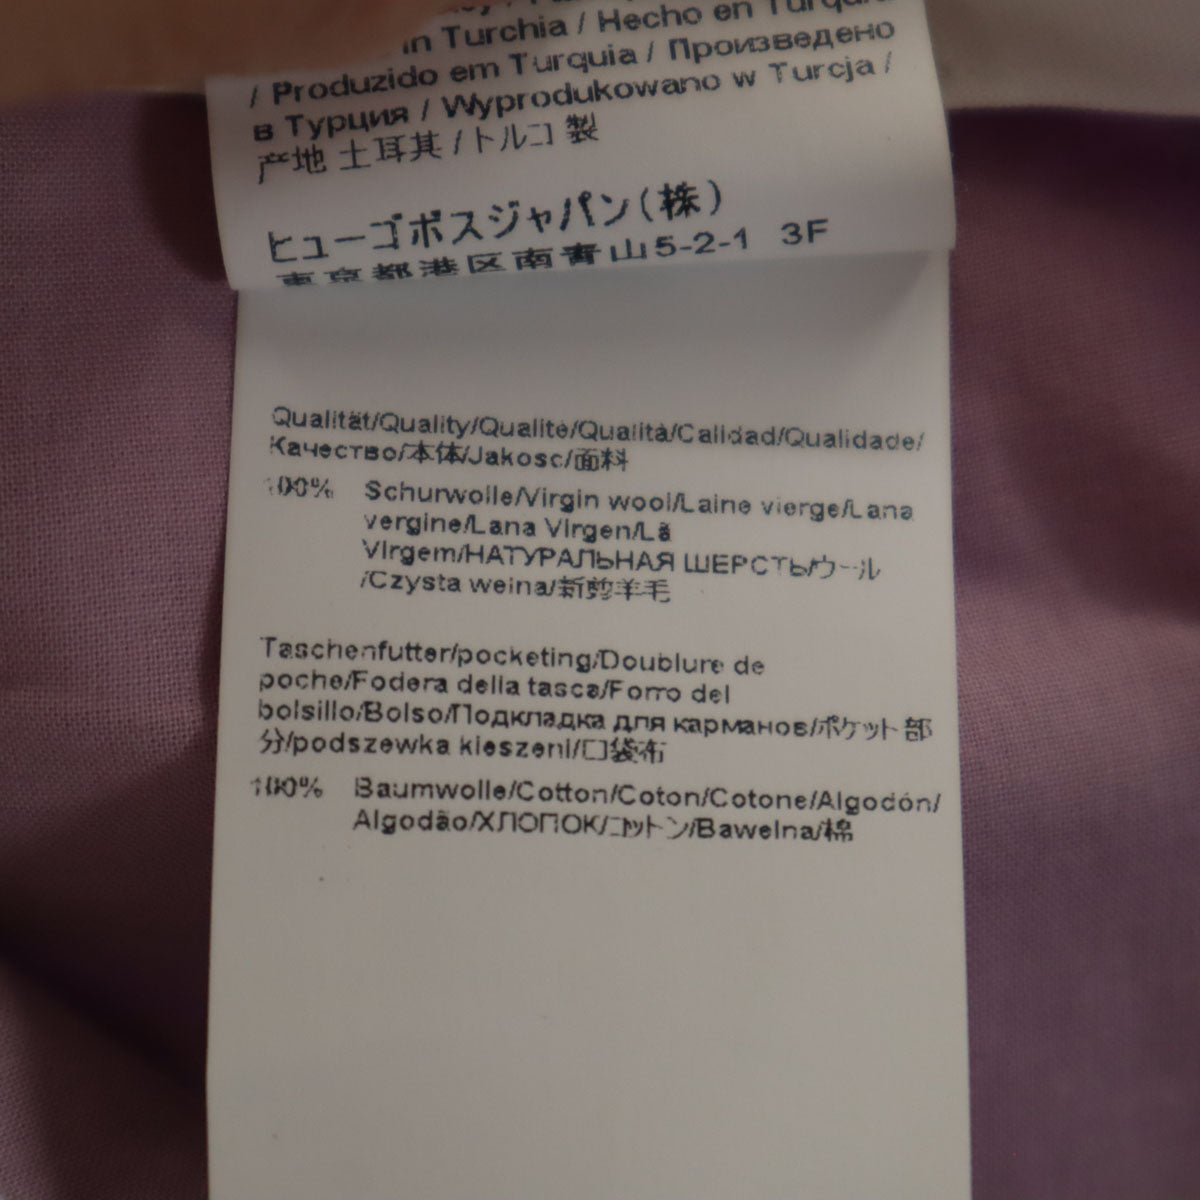 in Turchia / Hecho en Turquía
/ Produzido em Turquia / Произведено
в Турция / Wyprodukowano w Turcja /
产地 土耳其 / トルコ 製
ヒューゴボスジャパン(株)
東京都港区南青山5-2-1 3F
Qualität/Quality/Qualité/Qualità/Calidad/Qualidade/
Качество/本体/Jakosc/面料
100% Schurwolle/Virgin wool/Laine vierge/Lana
vergine/Lana Virgen/Lã
Virgem/НАТУРАЛЬНАЯ ШЕРСТЬ/ウール
/Czysta welna/新剪羊毛
Taschenfutter/pocketing/Doublure de
poche/Fodera della tasca/Forro del
bolsillo/Bolso/Подкладка для карманов/ポケット部
分/podszewka kieszeni/口袋布
100% Baumwolle/Cotton/Coton/Cotone/Algodón/
Algodão/ХЛОПОК/コットン/Bawelna/棉